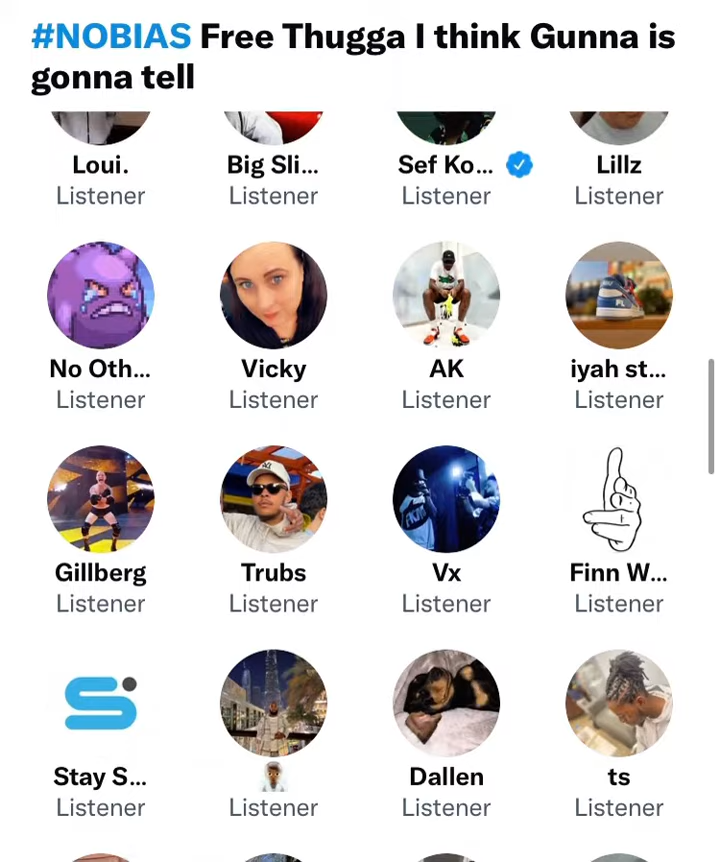 #NOBIAS Free Thugga I think Gunna is
gonna tell
Loui. Big Sli... Sef Ko... Lillz
Listener Listener Listener Listener
No Oth... Vicky AK iyah st...
Listener Listener Listener Listener
Gillberg Trubs Vx Finn W...
Listener Listener Listener Listener
Stay S... Dallen ts
Listener Listener Listener Listener